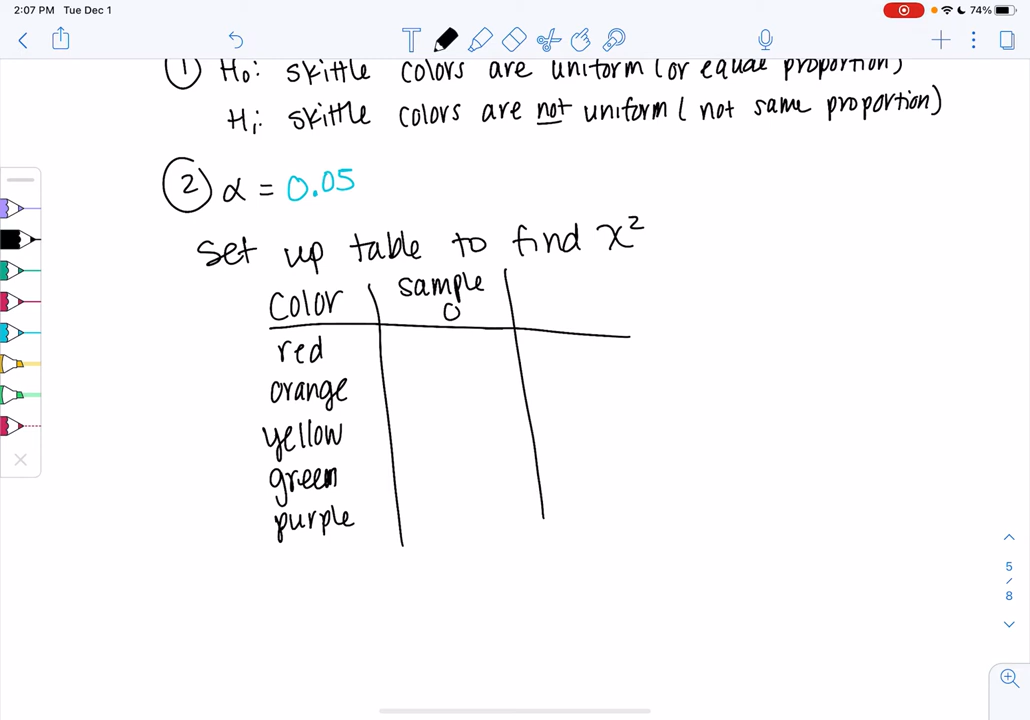 2:07 PM Tue Dec 1
74%
① H₀: skittle colors are uniform (or equal proportion)
H₁: skittle colors are not uniform (not same proportion)
② α = 0.05
set up table to find χ²
color sample
O
red
orange
yellow
green
purple
5
/
8